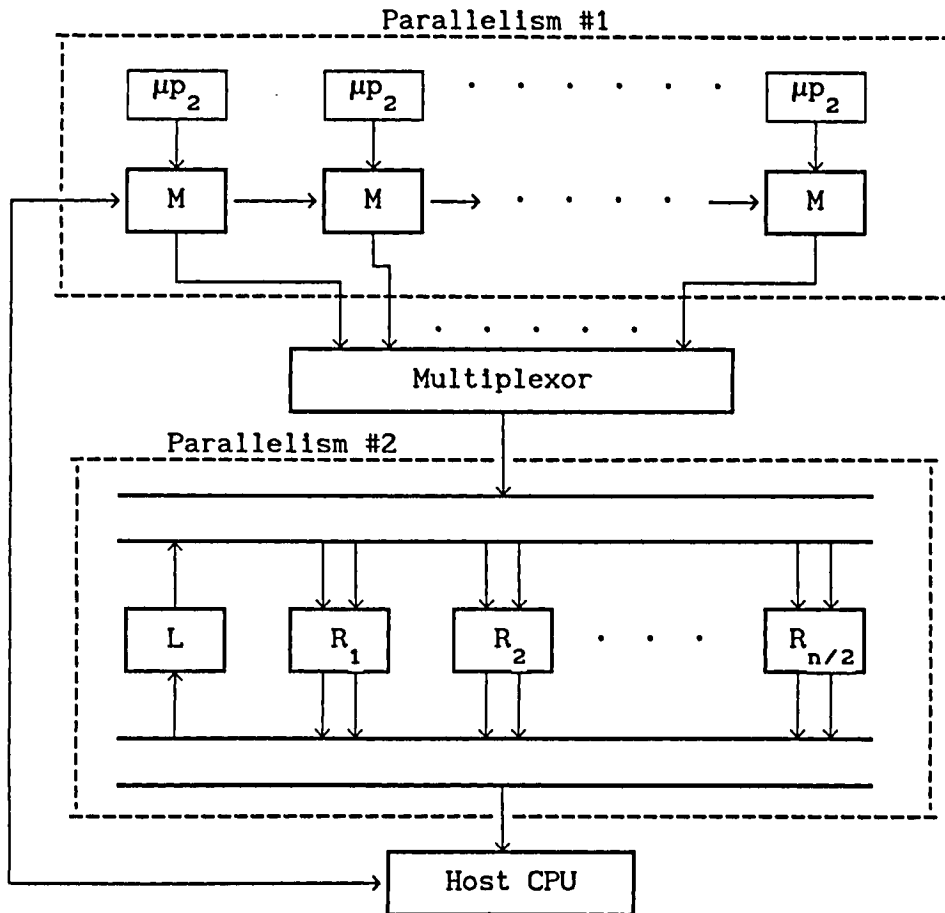 Parallelism #1
μp₂ μp₂ · · · · · · μp₂
M M · · · · · M
· · · · ·
Multiplexor
Parallelism #2
L R₁ R₂ · · · Rₙ/₂
Host CPU